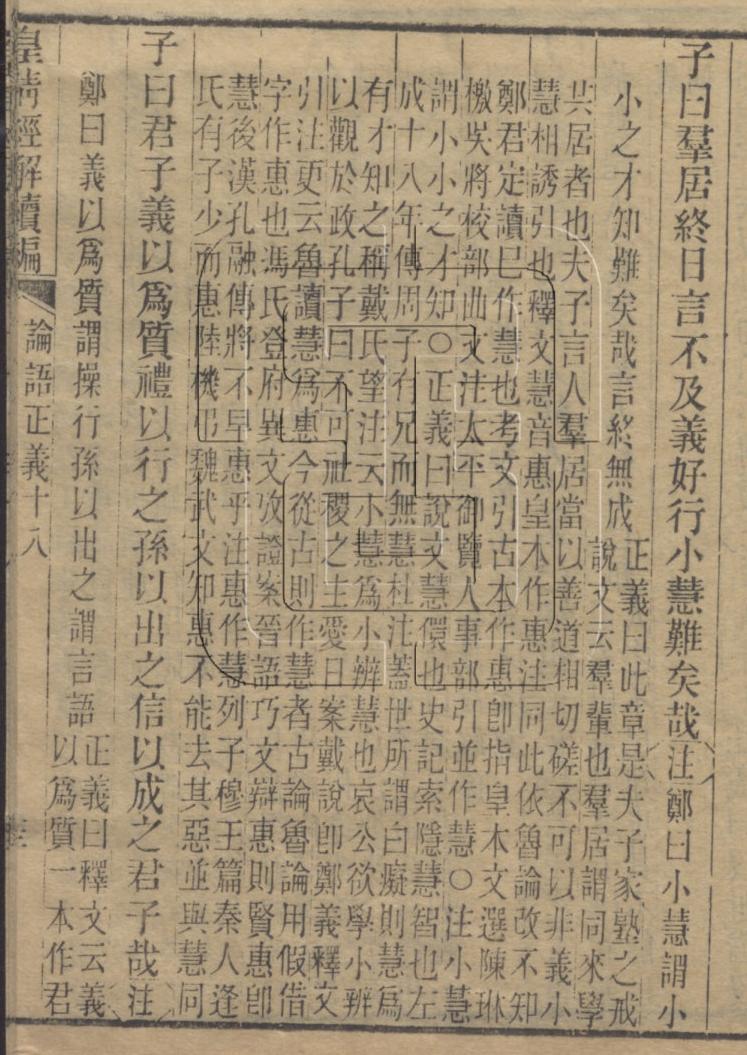 子曰羣居終日言不及義好行小慧難矣哉注鄭曰小慧謂小
小之才知難矣哉言終無成
正義曰此章是夫子家塾之戒
說文云羣輩也羣居謂同來學
共居者也夫子言人羣居當以善道相切磋不可以非義小
慧相誘引也釋文慧音惠皇本作惠注同此依魯論改不知
鄭君定讀巳作慧也考文引古本作惠卽指皇本文選陳琳
檄吳將校部曲文注太平御覽人事部引並作慧○注小慧
謂小小之才知○正義曰說文慧儇也史記索隱慧智也左
成十八年傳周子有兄而無慧杜注蓋世所謂白癡則慧爲
有才知之稱戴氏望注云小慧爲小辨慧也哀公欲學小辨
以觀於政孔子曰不可社稷之主愛日案戴說卽鄭義釋文
引注更云魯讀慧爲惠今從古則作慧者古論魯論用假借
字作惠也馮氏登府異文攷證案晉語巧文辯惠則賢惠卽
慧後漢孔融傳將不早惠乎注惠作慧列子穆王篇秦人逢
氏有子少而惠陸機弔魏武文知惠不能去其惡並與慧同
子曰君子義以爲質禮以行之孫以出之信以成之君子哉注
鄭曰義以爲質謂操行孫以出之謂言語
正義曰釋文云義
以爲質一本作君
皇清經解續編
論語正義十八